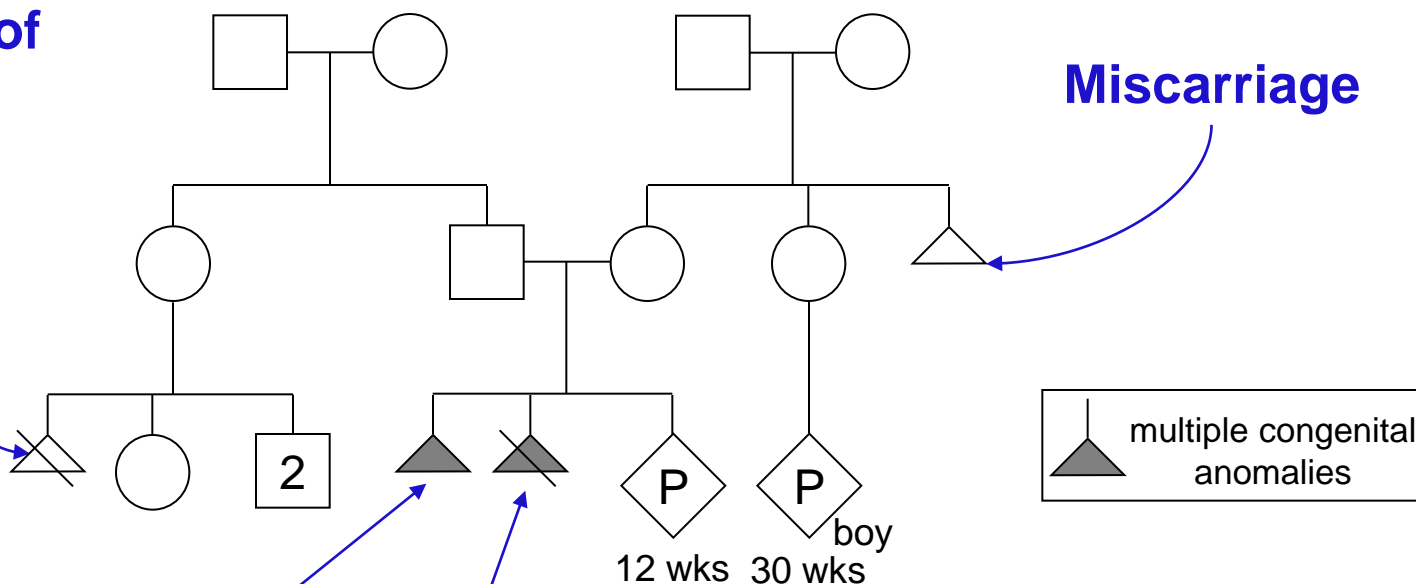 of
Miscarriage
multiple congenital
anomalies
2
P
P
boy
12 wks
30 wks